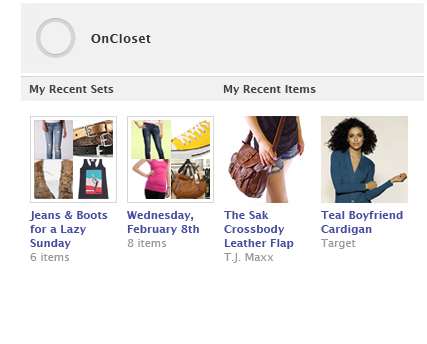 OnCloset
My Recent Sets
My Recent Items
Jeans & Boots
for a Lazy
Sunday
6 items
Wednesday,
February 8th
8 items
The Sak
Crossbody
Leather Flap
T.J. Maxx
Teal Boyfriend
Cardigan
Target